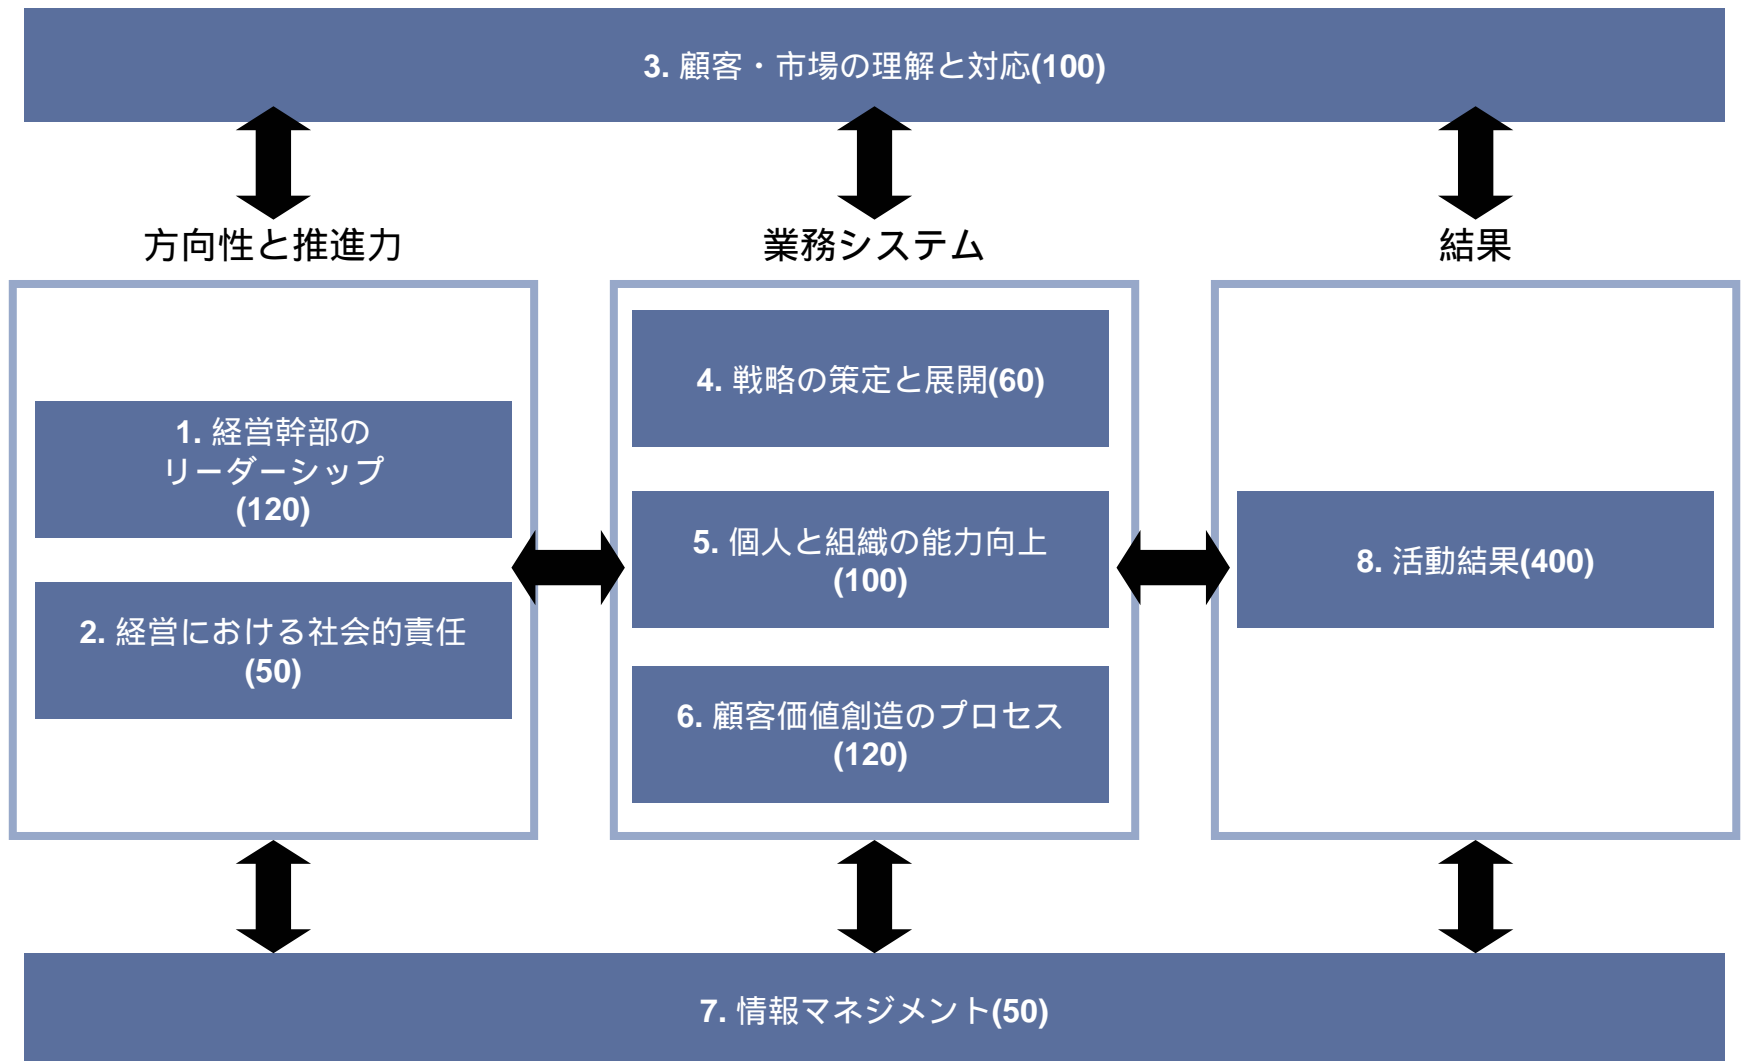 3. 顧客・市場の理解と対応(100)
方向性と推進力
業務システム
結果
1. 経営幹部の
リーダーシップ
(120)
2. 経営における社会的責任
(50)
4. 戦略の策定と展開(60)
5. 個人と組織の能力向上
(100)
6. 顧客価値創造のプロセス
(120)
8. 活動結果(400)
7. 情報マネジメント(50)